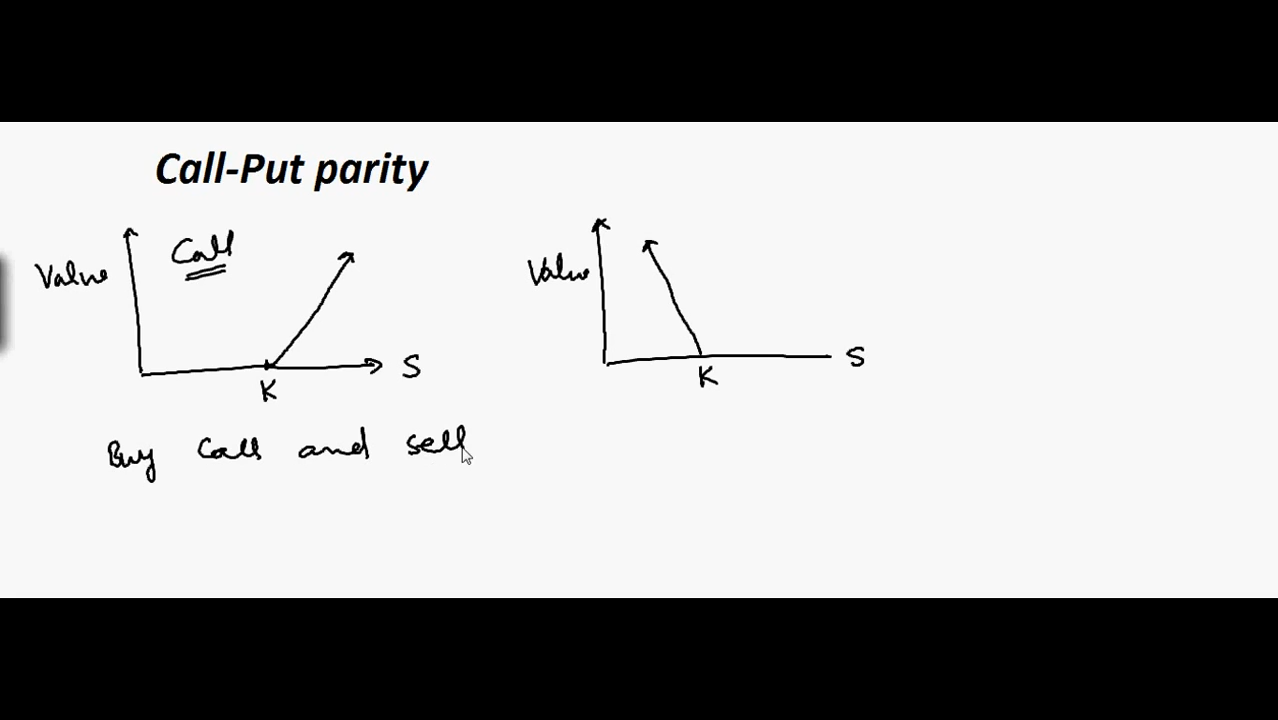 Call-Put parity
Call
Value
S
K
Value
S
K
Buy Call and sell